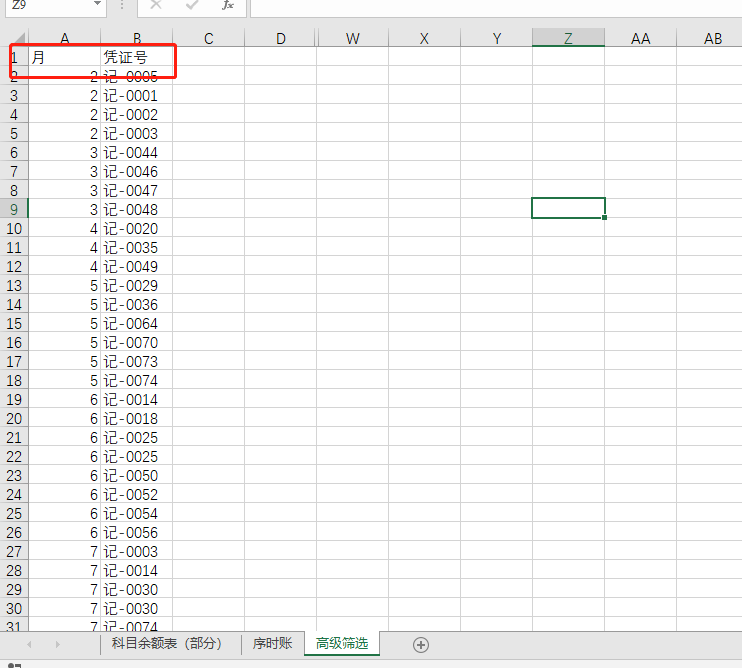 Z9 fx
A B C D W X Y Z AA AB
1 月 凭证号
2 2 记-0005
3 2 记-0001
4 2 记-0002
5 2 记-0003
6 3 记-0044
7 3 记-0046
8 3 记-0047
9 3 记-0048
10 4 记-0020
11 4 记-0035
12 4 记-0049
13 5 记-0029
14 5 记-0036
15 5 记-0064
16 5 记-0070
17 5 记-0073
18 5 记-0074
19 6 记-0014
20 6 记-0018
21 6 记-0025
22 6 记-0025
23 6 记-0050
24 6 记-0052
25 6 记-0054
26 6 记-0056
27 7 记-0003
28 7 记-0014
29 7 记-0030
30 7 记-0030
31 7 记-0074
科目余额表（部分） 序时账 高级筛选